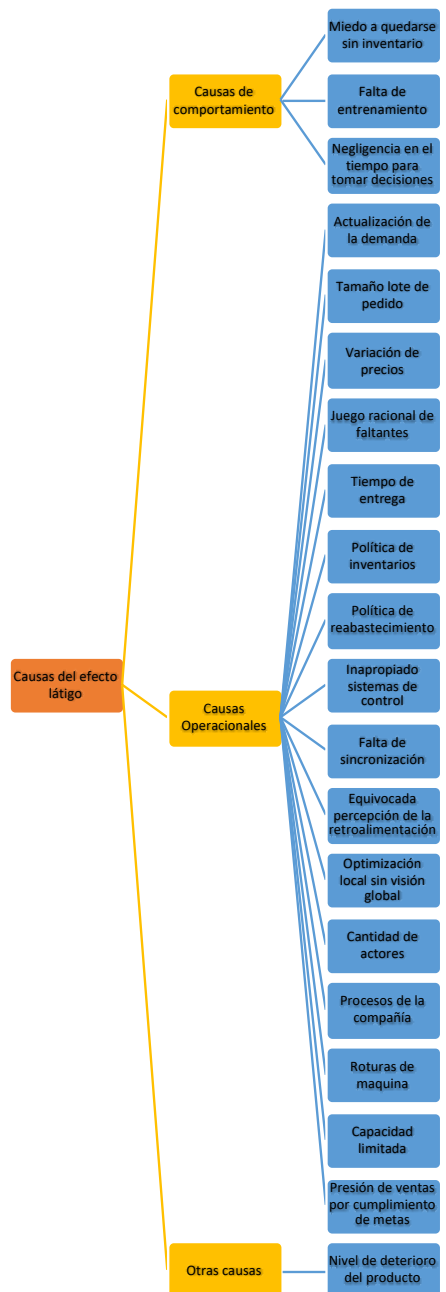 Miedo a quedarse
sin inventario
Causas de
comportamiento
Falta de
entrenamiento
Negligencia en el
tiempo para
tomar decisiones
Actualización de
la demanda
Tamaño lote de
pedido
Variación de
precios
Juego racional de
faltantes
Tiempo de
entrega
Política de
inventarios
Política de
reabastecimiento
Causas del efecto
látigo
Causas
Operacionales
Inapropiado
sistemas de
control
Falta de
sincronización
Equivocada
percepción de la
retroalimentación
Optimización
local sin visión
global
Cantidad de
actores
Procesos de la
compañía
Roturas de
maquina
Capacidad
limitada
Presión de ventas
por cumplimiento
de metas
Otras causas
Nivel de deterioro
del producto